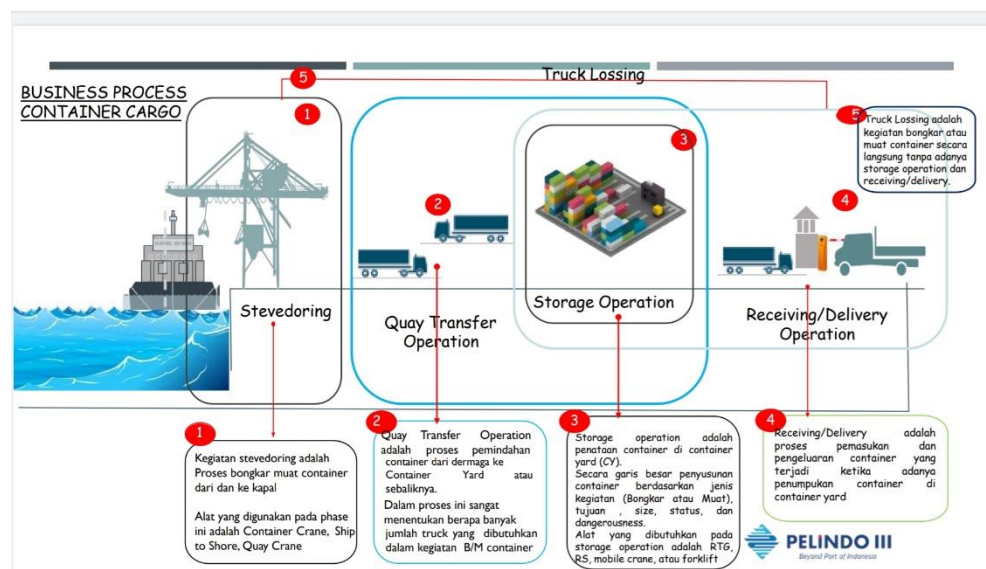 Truck Lossing
BUSINESS PROCESS
CONTAINER CARGO
5
1
2
3
4
5
Truck Lossing adalah
kegiatan bongkar atau
muat container secara
langsung tanpa adanya
storage operation dan
receiving/delivery.
Stevedoring
Quay Transfer
Operation
Storage Operation
Receiving/Delivery
Operation
1
Kegiatan stevedoring adalah
Proses bongkar muat container
dari dan ke kapal
Alat yang digunakan pada phase
ini adalah Container Crane, Ship
to Shore, Quay Crane
2
Quay Transfer Operation
adalah proses pemindahan
container dari dermaga ke
Container Yard atau
sebaliknya.
Dalam proses ini sangat
menentukan berapa banyak
jumlah truck yang dibutuhkan
dalam kegiatan B/M container
3
Storage operation adalah
penataan container di container
yard (CY).
Secara garis besar penyusunan
container berdasarkan jenis
kegiatan (Bongkar atau Muat),
tujuan , size, status, dan
dangerousness.
Alat yang dibutuhkan pada
storage operation adalah RTG,
RS, mobile crane, atau forklift
4
Receiving/Delivery adalah
proses pemasukan dan
pengeluaran container yang
terjadi ketika adanya
penumpukan container di
container yard
PELINDO III
Beyond Port of Indonesia